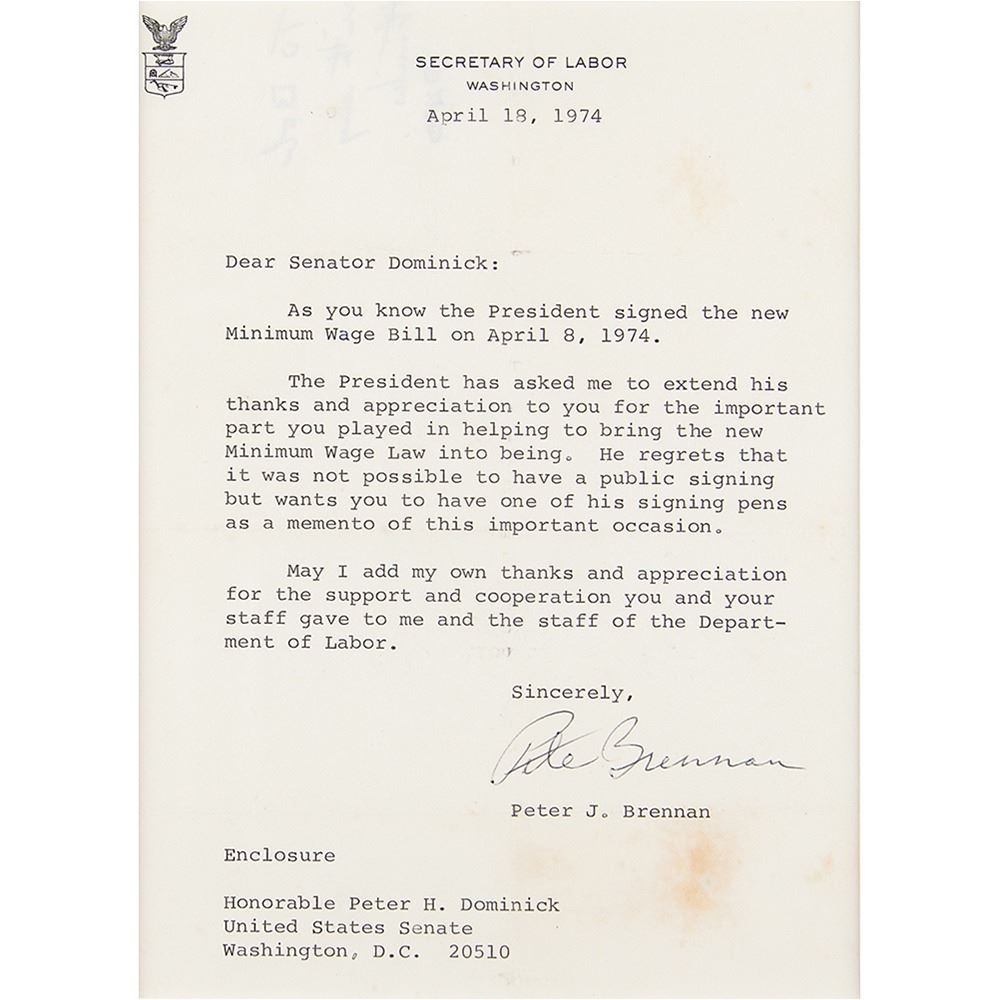 SECRETARY OF LABOR
WASHINGTON
April 18, 1974
Dear Senator Dominick:
As you know the President signed the new
Minimum Wage Bill on April 8, 1974.
The President has asked me to extend his
thanks and appreciation to you for the important
part you played in helping to bring the new
Minimum Wage Law into being. He regrets that
it was not possible to have a public signing
but wants you to have one of his signing pens
as a memento of this important occasion.
May I add my own thanks and appreciation
for the support and cooperation you and your
staff gave to me and the staff of the Depart-
ment of Labor.
Sincerely,
Pete Brennan
Peter J. Brennan
Enclosure
Honorable Peter H. Dominick
United States Senate
Washington, D.C. 20510